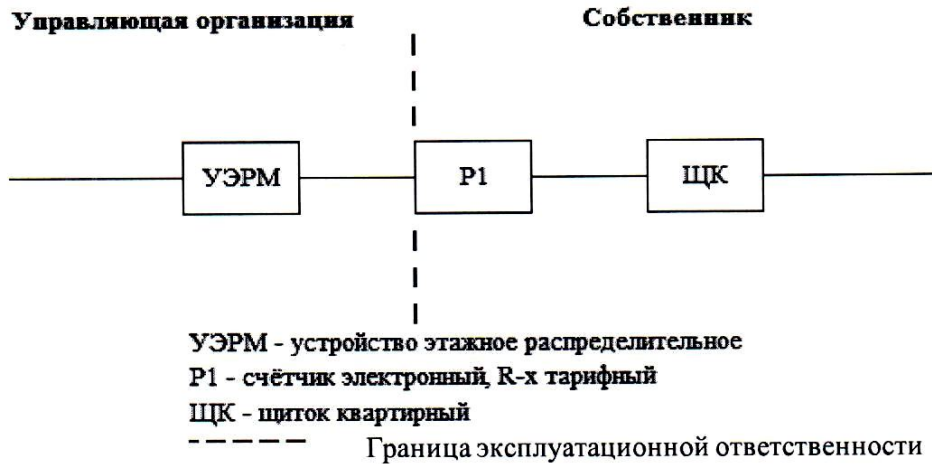 Управляющая организация
Собственник
УЭРМ
Р1
ЩК
УЭРМ - устройство этажное распределительное
Р1 - счётчик электронный, R-х тарифный
ЩК - щиток квартирный
Граница эксплуатационной ответственности